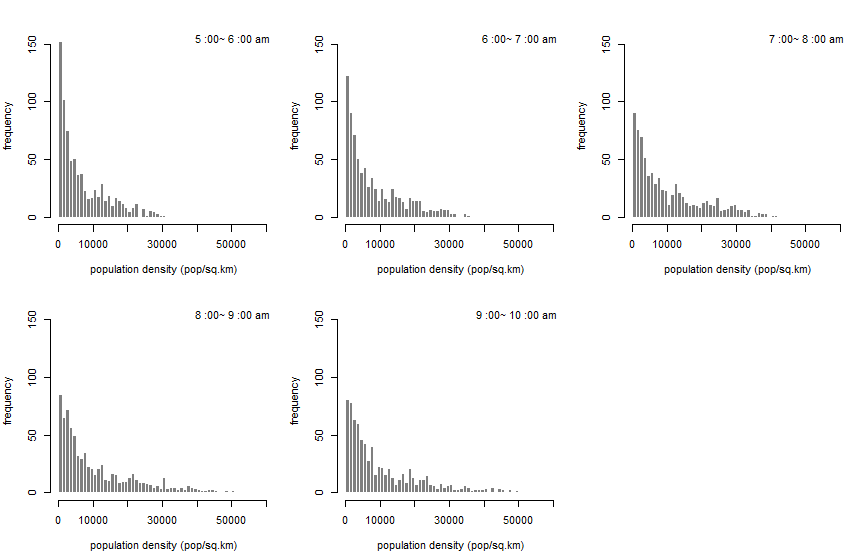 5 :00~ 6 :00 am
150
100
50
0
frequency
0 10000 30000 50000
population density (pop/sq.km)
6 :00~ 7 :00 am
150
100
50
0
frequency
0 10000 30000 50000
population density (pop/sq.km)
7 :00~ 8 :00 am
150
100
50
0
frequency
0 10000 30000 50000
population density (pop/sq.km)
8 :00~ 9 :00 am
150
100
50
0
frequency
0 10000 30000 50000
population density (pop/sq.km)
9 :00~ 10 :00 am
150
100
50
0
frequency
0 10000 30000 50000
population density (pop/sq.km)